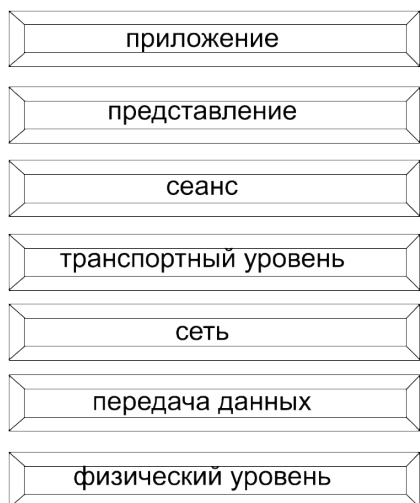 приложение
представление
сеанс
транспортный уровень
сеть
передача данных
физический уровень